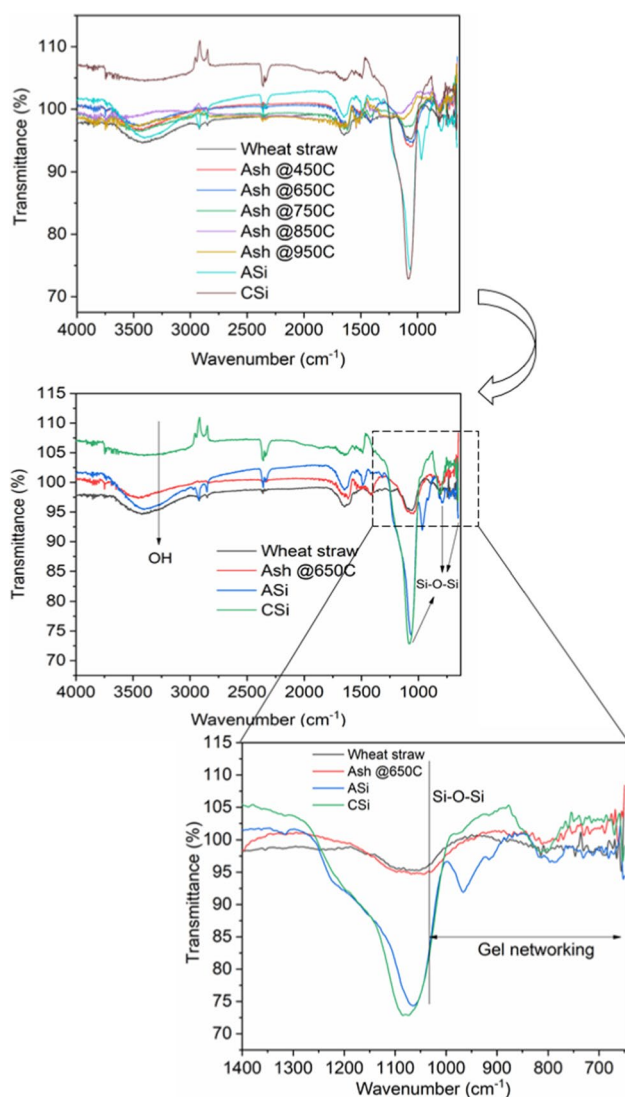 110
105
100
95
90
85
80
75
70
Transmittance (%)
Wheat straw
Ash @450C
Ash @650C
Ash @750C
Ash @850C
Ash @950C
ASi
CSi
4000 3500 3000 2500 2000 1500 1000
Wavenumber (cm⁻¹)
115
110
105
100
95
90
85
80
75
70
Transmittance (%)
OH
Wheat straw
Ash @650C
ASi
CSi
Si-O-Si
4000 3500 3000 2500 2000 1500 1000
Wavenumber (cm⁻¹)
115
110
105
100
95
90
85
80
75
70
Transmittance (%)
Wheat straw
Ash @650C
ASi
CSi
Si-O-Si
Gel networking
1400 1300 1200 1100 1000 900 800 700
Wavenumber (cm⁻¹)